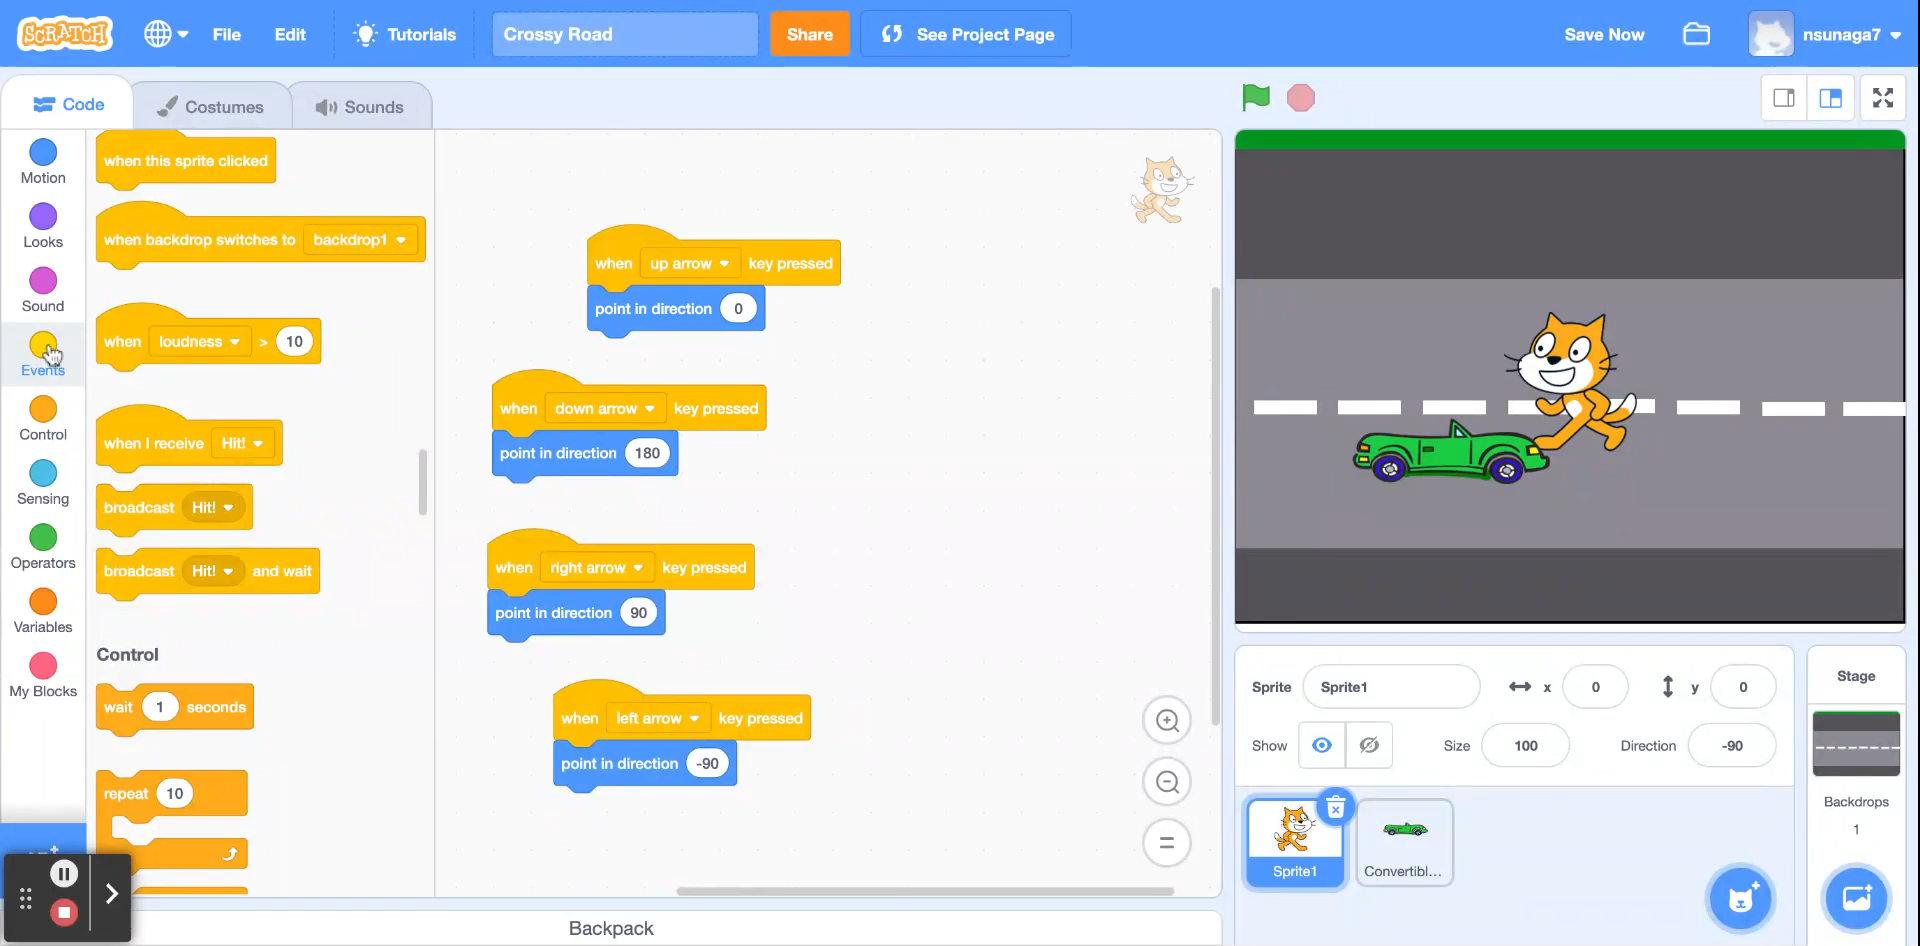 SCRATCH
File
Edit
Tutorials
Crossy Road
Share
See Project Page
Save Now
nsunaga7
Code
Costumes
Sounds
Motion
Looks
Sound
Events
Control
Sensing
Operators
Variables
My Blocks
when this sprite clicked
when backdrop switches to backdrop1
when loudness > 10
when I receive Hit!
broadcast Hit!
broadcast Hit! and wait
Control
wait 1 seconds
repeat 10
when up arrow key pressed
point in direction 0
when down arrow key pressed
point in direction 180
when right arrow key pressed
point in direction 90
when left arrow key pressed
point in direction -90
Backpack
Sprite Sprite1 x 0 y 0
Show Size 100 Direction -90
Sprite1
Convertibl...
Stage
Backdrops
1